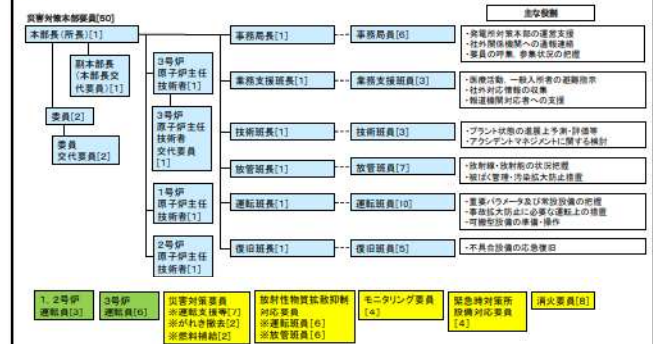 災害対策本部要員[50]
主な役割
本部長(所長)[1]
副本部長
(本部長交
代要員)[1]
委員[2]
委員
交代要員[2]
3号炉
原子炉主任
技術者[1]
3号炉
原子炉主任
技術者
交代要員
[1]
1号炉
原子炉主任
技術者[1]
2号炉
原子炉主任
技術者[1]
事務局長[1]
事務局員[6]
・発電所対策本部の運営支援
・社外関係機関への通報連絡
・要員の呼集、参集状況の把握
業務支援班長[1]
業務支援班員[3]
・医療活動、一般入所者の避難指示
・社外対応情報の収集
・報道機関対応者への支援
技術班長[1]
技術班員[3]
・プラント状態の進展上予測・評価等
・アクシデントマネジメントに関する検討
放管班長[1]
放管班員[7]
・放射線・放射能の状況把握
・被ばく管理・汚染拡大防止措置
運転班長[1]
運転班員[10]
・重要パラメータ及び常設設備の把握
・事故拡大防止に必要な運転上の措置
・可搬型設備の準備・操作
復旧班長[1]
復旧班員[5]
・不具合設備の応急復旧
1，2号炉
運転員[3]
3号炉
運転員[6]
災害対策要員
※運転支援等[7]
※がれき撤去[2]
※燃料補給[2]
放射性物質拡散抑制
対応要員
※運転班員[6]
※放管班員[6]
モニタリング要員
[4]
緊急時対策所
設備対応要員
[4]
消火要員[8]